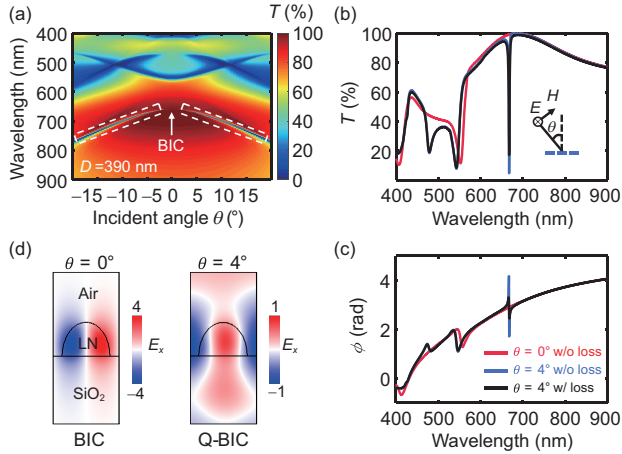 (a)
T (%)
Wavelength (nm)
400
500
600
700
800
900
BIC
D=390 nm
−15 −10 −5 0 5 10 15
Incident angle θ (°)
100
80
60
40
20
0
(b)
T (%)
100
80
60
40
20
E H
θ
400 500 600 700 800 900
Wavelength (nm)
(d)
θ = 0°
Air
LN
SiO2
BIC
4
Ex
−4
θ = 4°
Q-BIC
1
Ex
−1
(c)
ϕ (rad)
4
2
0
θ = 0° w/o loss
θ = 4° w/o loss
θ = 4° w/ loss
400 500 600 700 800 900
Wavelength (nm)